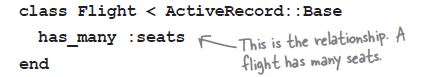 class Flight < ActiveRecord::Base
has_many :seats
end
This is the relationship. A
flight has many seats.